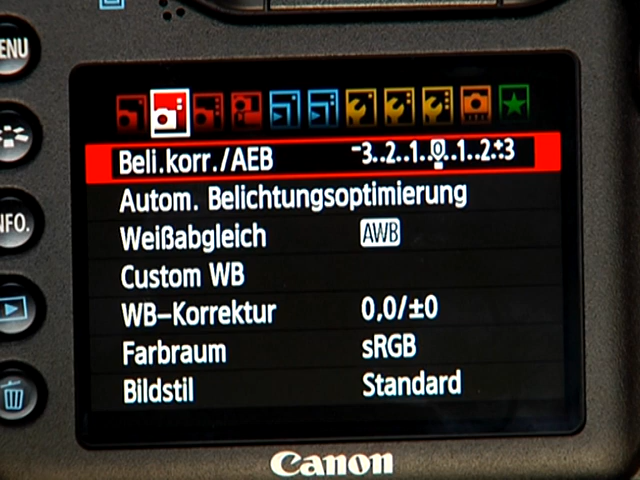 MENU
Beli.korr./AEB -3..2..1..0..1..2.:+3
Autom. Belichtungsoptimierung
Weißabgleich AWB
Custom WB
INFO.
WB-Korrektur 0,0/±0
Farbraum sRGB
Bildstil Standard
Canon